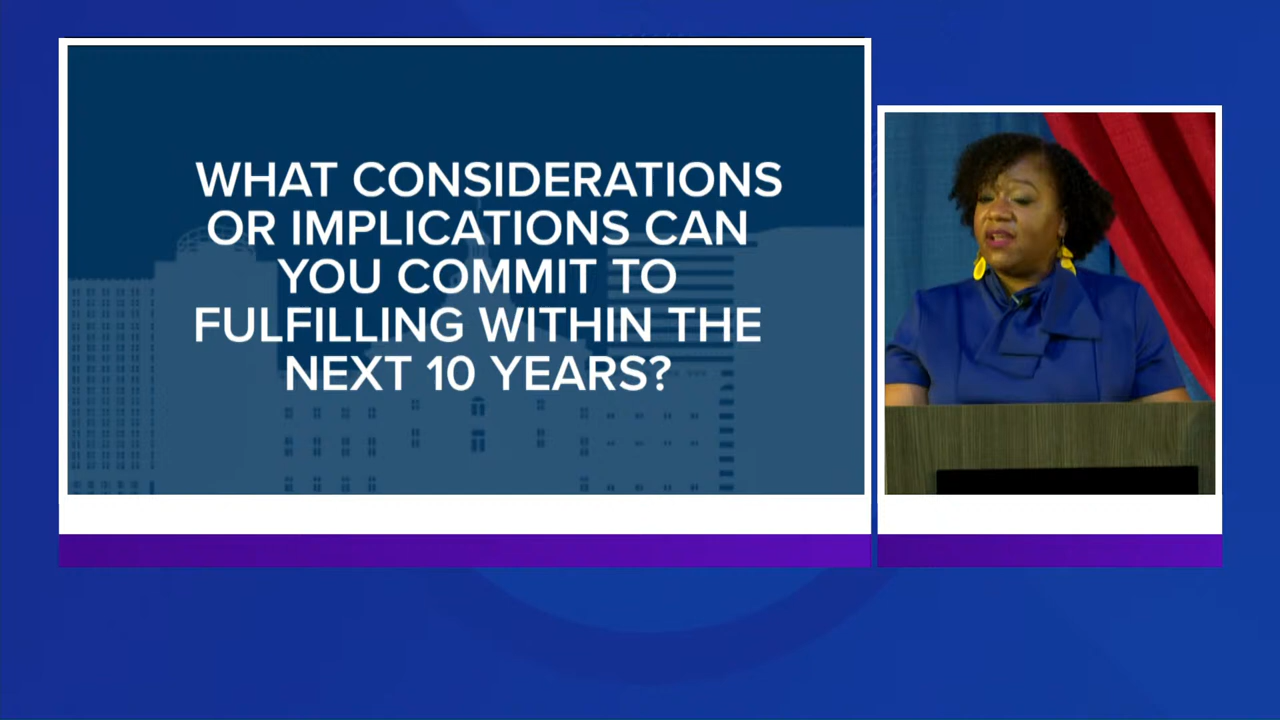 WHAT CONSIDERATIONS
OR IMPLICATIONS CAN
YOU COMMIT TO
FULFILLING WITHIN THE
NEXT 10 YEARS?